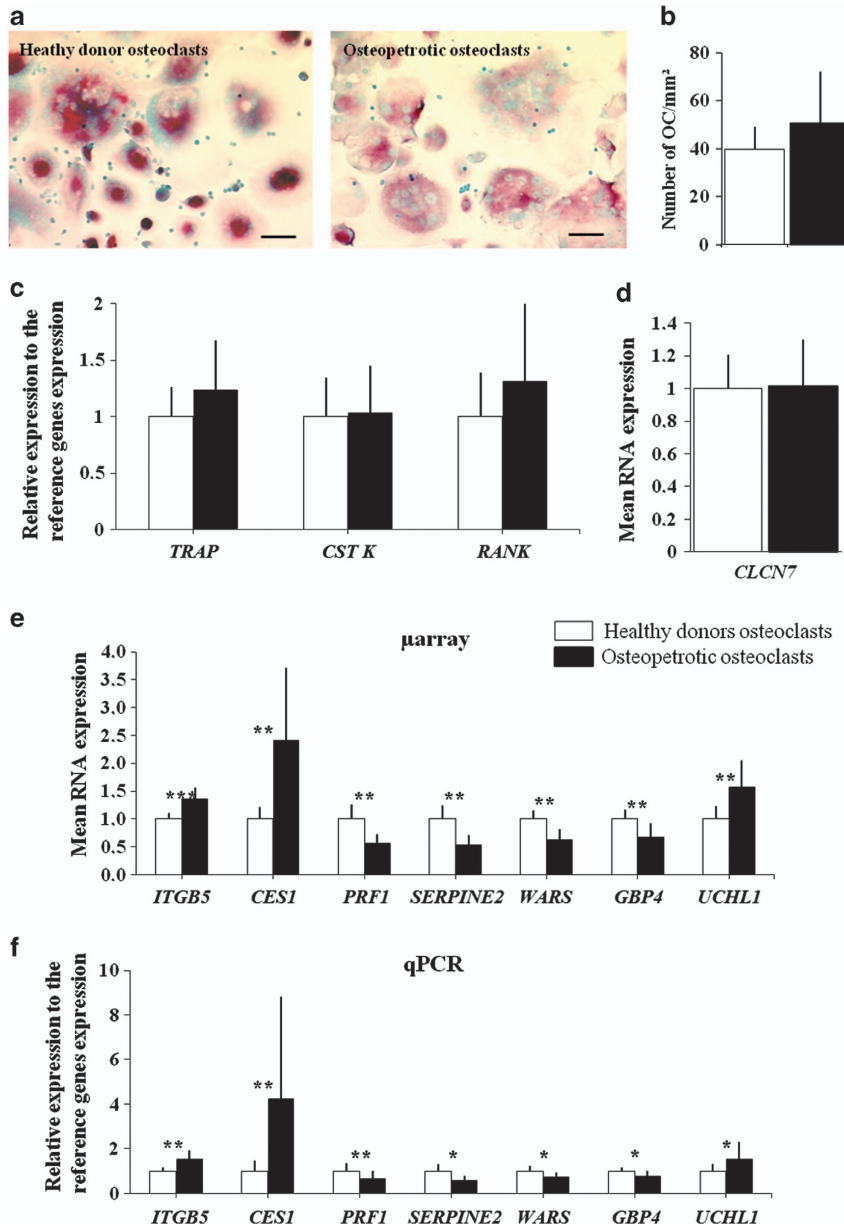 a
Heathy donor osteoclasts
Osteopetrotic osteoclasts
b
Number of OC/mm²
80
60
40
20
0
c
Relative expression to the
reference genes expression
2
1.5
1
0.5
0
TRAP
CST K
RANK
d
Mean RNA expression
1.4
1.2
1
0.8
0.6
0.4
0.2
0
CLCN7
e
µarray
Healthy donors osteoclasts
Osteopetrotic osteoclasts
Mean RNA expression
4.0
3.5
3.0
2.5
2.0
1.5
1.0
0.5
0.0
***
**
**
**
**
**
**
ITGB5
CES1
PRF1
SERPINE2
WARS
GBP4
UCHL1
f
qPCR
Relative expression to the
reference genes expression
10
8
6
4
2
0
**
**
**
*
*
*
*
ITGB5
CES1
PRF1
SERPINE2
WARS
GBP4
UCHL1